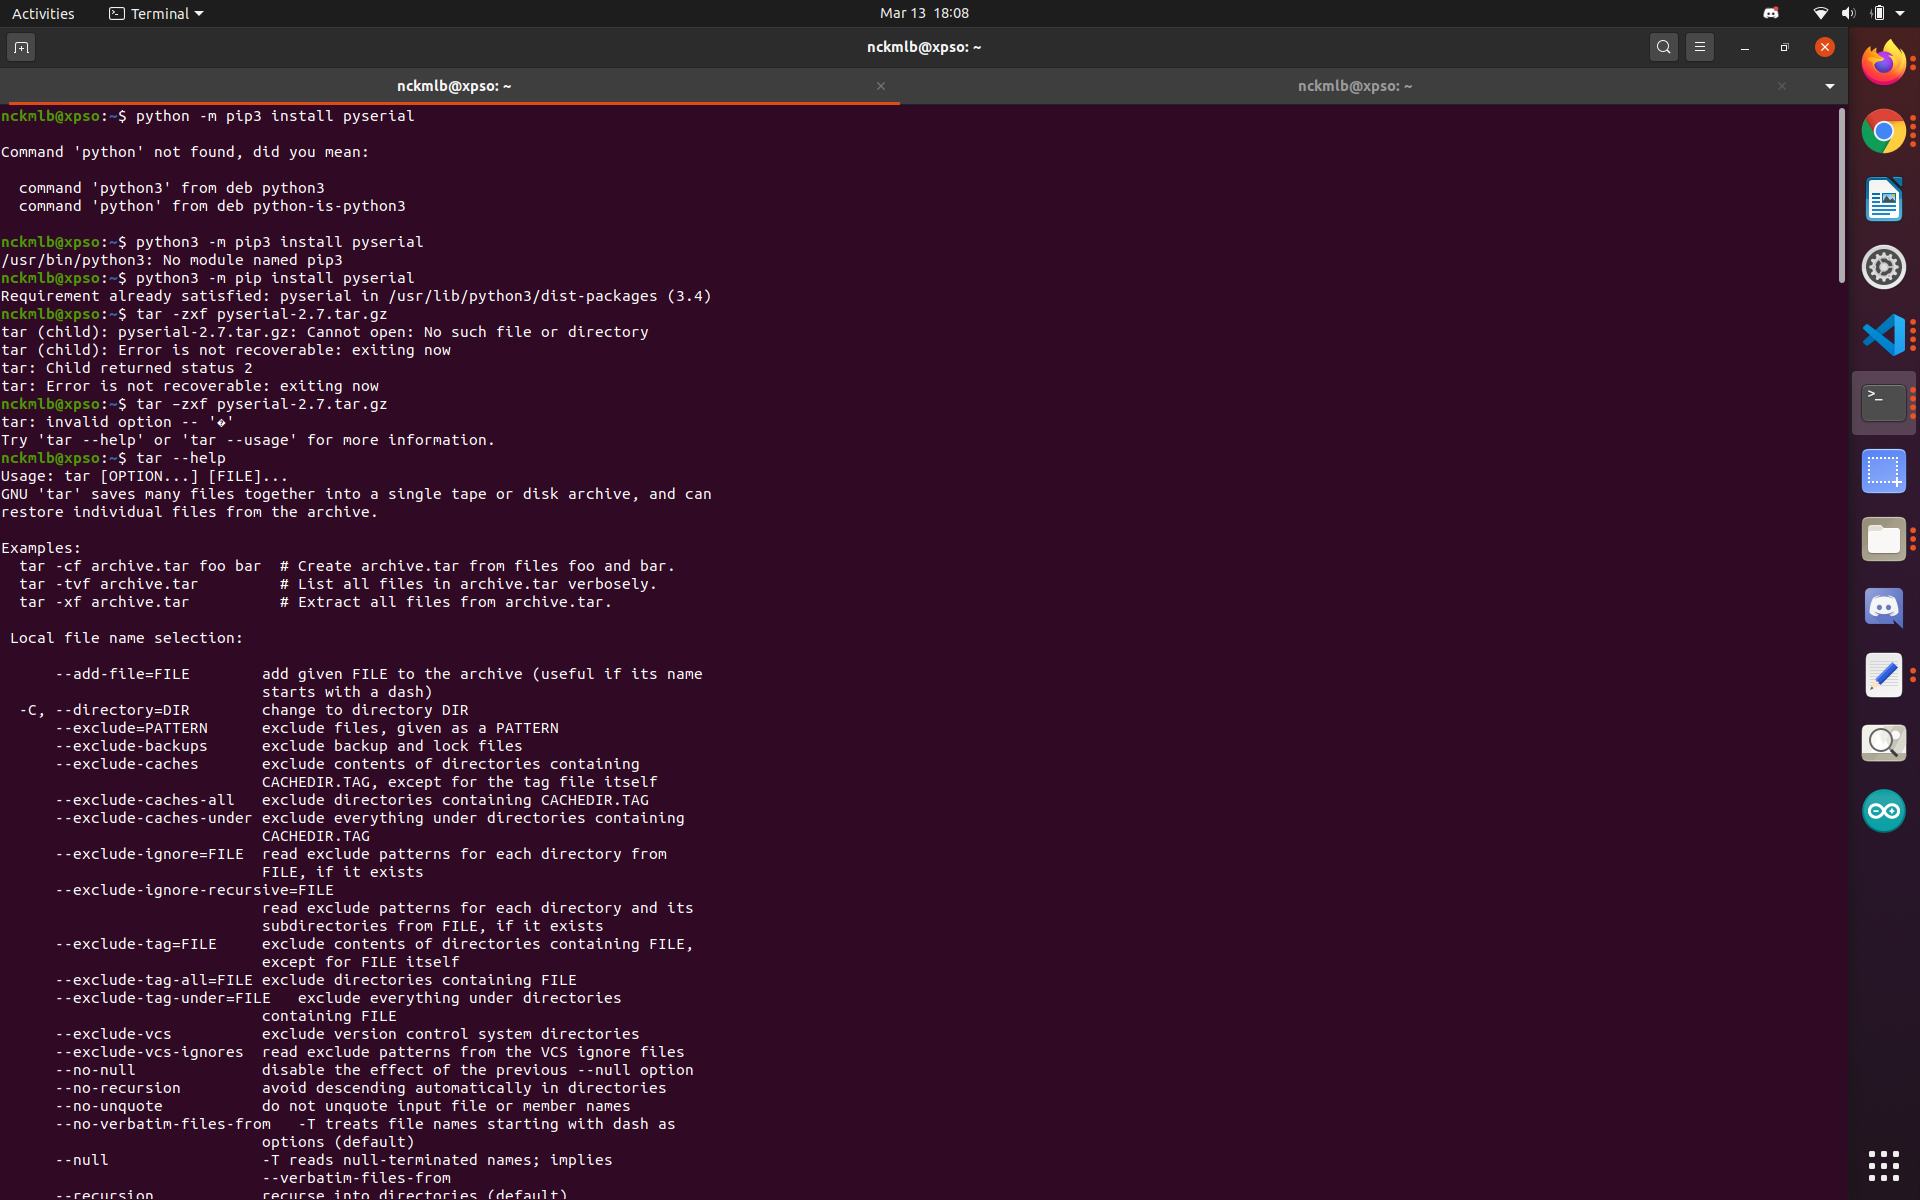 Activities
Terminal
Mar 13 18:08
nckmlb@xpso: ~
nckmlb@xpso: ~
nckmlb@xpso: ~
nckmlb@xpso:~$ python -m pip3 install pyserial
Command 'python' not found, did you mean:
command 'python3' from deb python3
command 'python' from deb python-is-python3
nckmlb@xpso:~$ python3 -m pip3 install pyserial
/usr/bin/python3: No module named pip3
nckmlb@xpso:~$ python3 -m pip install pyserial
Requirement already satisfied: pyserial in /usr/lib/python3/dist-packages (3.4)
nckmlb@xpso:~$ tar -zxf pyserial-2.7.tar.gz
tar (child): pyserial-2.7.tar.gz: Cannot open: No such file or directory
tar (child): Error is not recoverable: exiting now
tar: Child returned status 2
tar: Error is not recoverable: exiting now
nckmlb@xpso:~$ tar –zxf pyserial-2.7.tar.gz
tar: invalid option -- '�'
Try 'tar --help' or 'tar --usage' for more information.
nckmlb@xpso:~$ tar --help
Usage: tar [OPTION...] [FILE]...
GNU 'tar' saves many files together into a single tape or disk archive, and can
restore individual files from the archive.
Examples:
tar -cf archive.tar foo bar  # Create archive.tar from files foo and bar.
tar -tvf archive.tar         # List all files in archive.tar verbosely.
tar -xf archive.tar          # Extract all files from archive.tar.
Local file name selection:
--add-file=FILE        add given FILE to the archive (useful if its name
starts with a dash)
-C, --directory=DIR        change to directory DIR
--exclude=PATTERN      exclude files, given as a PATTERN
--exclude-backups      exclude backup and lock files
--exclude-caches       exclude contents of directories containing
CACHEDIR.TAG, except for the tag file itself
--exclude-caches-all   exclude directories containing CACHEDIR.TAG
--exclude-caches-under exclude everything under directories containing
CACHEDIR.TAG
--exclude-ignore=FILE  read exclude patterns for each directory from
FILE, if it exists
--exclude-ignore-recursive=FILE
read exclude patterns for each directory and its
subdirectories from FILE, if it exists
--exclude-tag=FILE     exclude contents of directories containing FILE,
except for FILE itself
--exclude-tag-all=FILE exclude directories containing FILE
--exclude-tag-under=FILE   exclude everything under directories
containing FILE
--exclude-vcs          exclude version control system directories
--exclude-vcs-ignores  read exclude patterns from the VCS ignore files
--no-null              disable the effect of the previous --null option
--no-recursion         avoid descending automatically in directories
--no-unquote           do not unquote input file or member names
--no-verbatim-files-from   -T treats file names starting with dash as
options (default)
--null                 -T reads null-terminated names; implies
--verbatim-files-from
--recursion            recurse into directories (default)